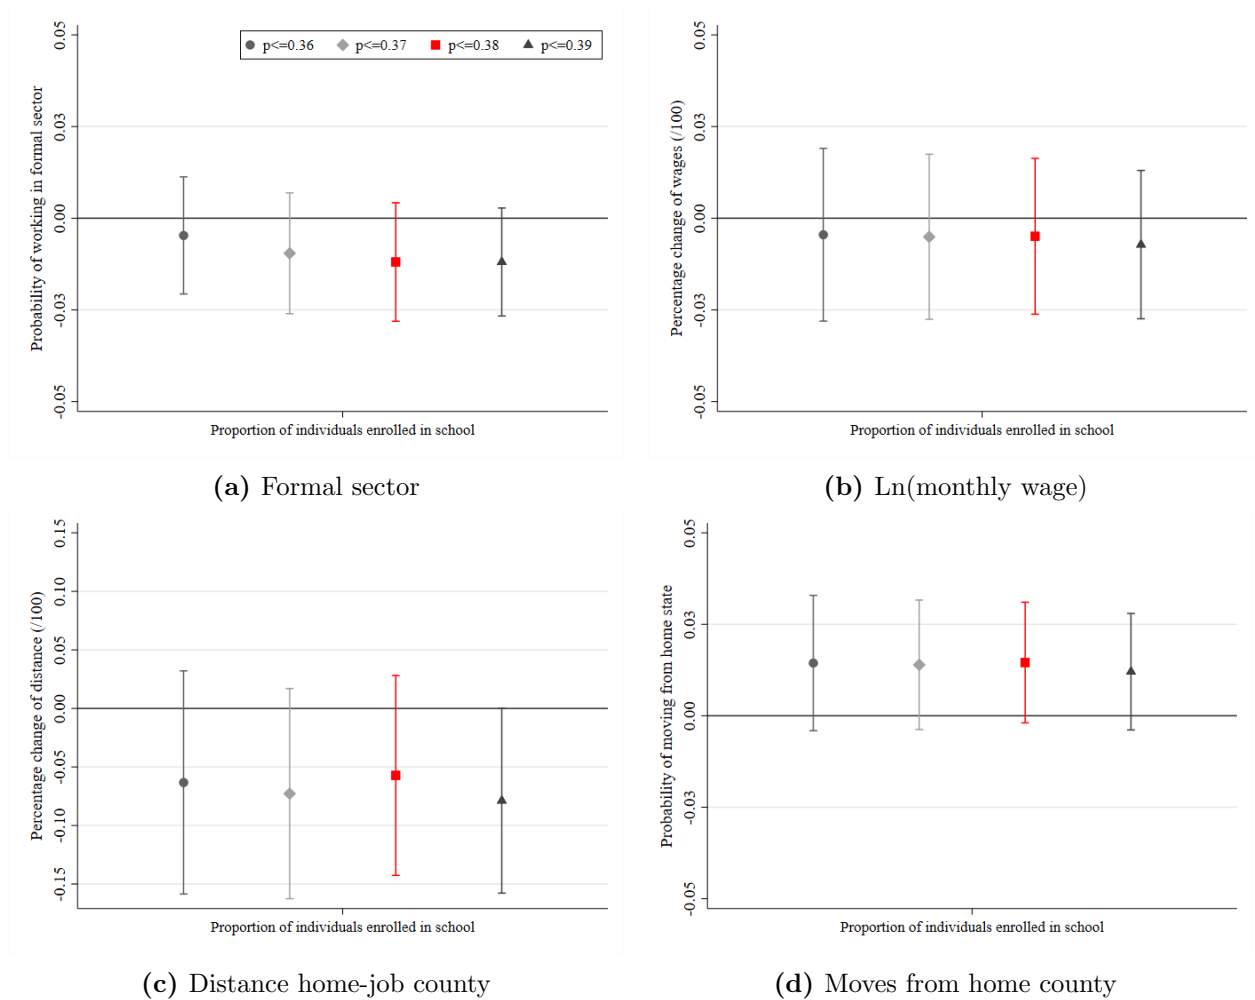 p<=0.36 p<=0.37 p<=0.38 p<=0.39
Probability of working in formal sector
0.05
0.03
0.00
-0.03
-0.05
Proportion of individuals enrolled in school
(a) Formal sector
Percentage change of wages (/100)
0.05
0.03
0.00
-0.03
-0.05
Proportion of individuals enrolled in school
(b) Ln(monthly wage)
Percentage change of distance (/100)
0.15
0.10
0.05
0.00
-0.05
-0.10
-0.15
Proportion of individuals enrolled in school
(c) Distance home-job county
Probability of moving from home state
0.05
0.03
0.00
-0.03
-0.05
Proportion of individuals enrolled in school
(d) Moves from home county